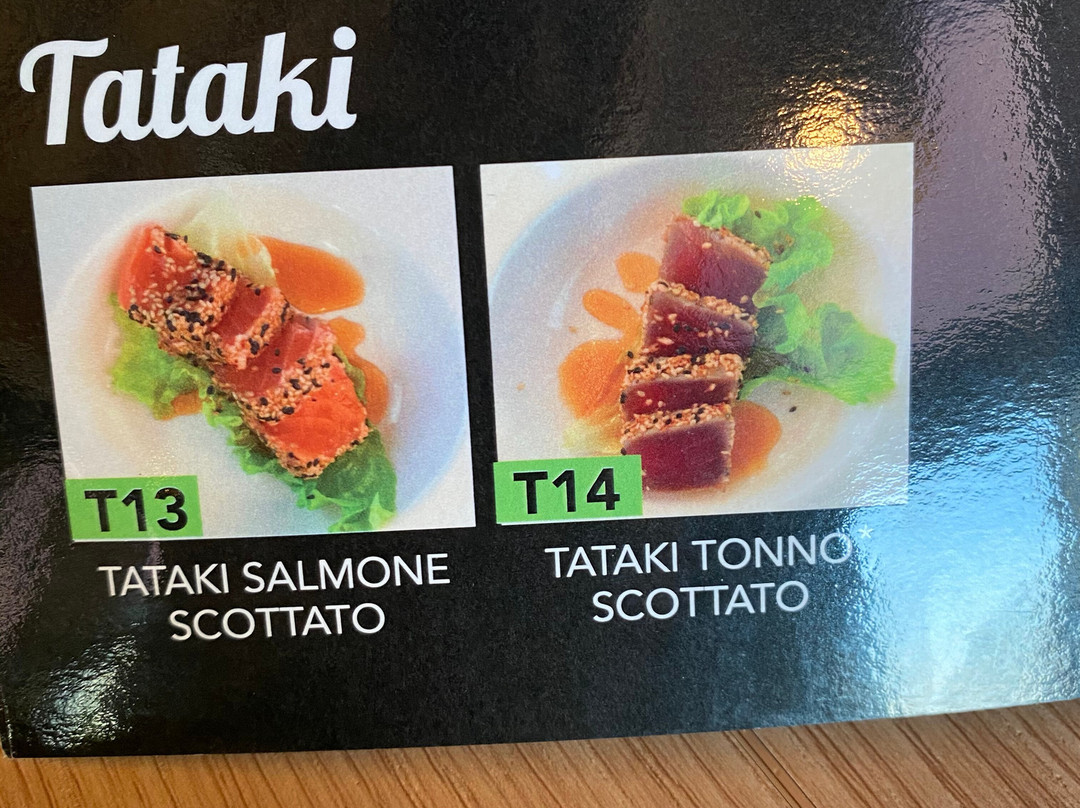 Tataki
T13
TATAKI SALMONE
SCOTTATO
T14
TATAKI TONNO*
SCOTTATO